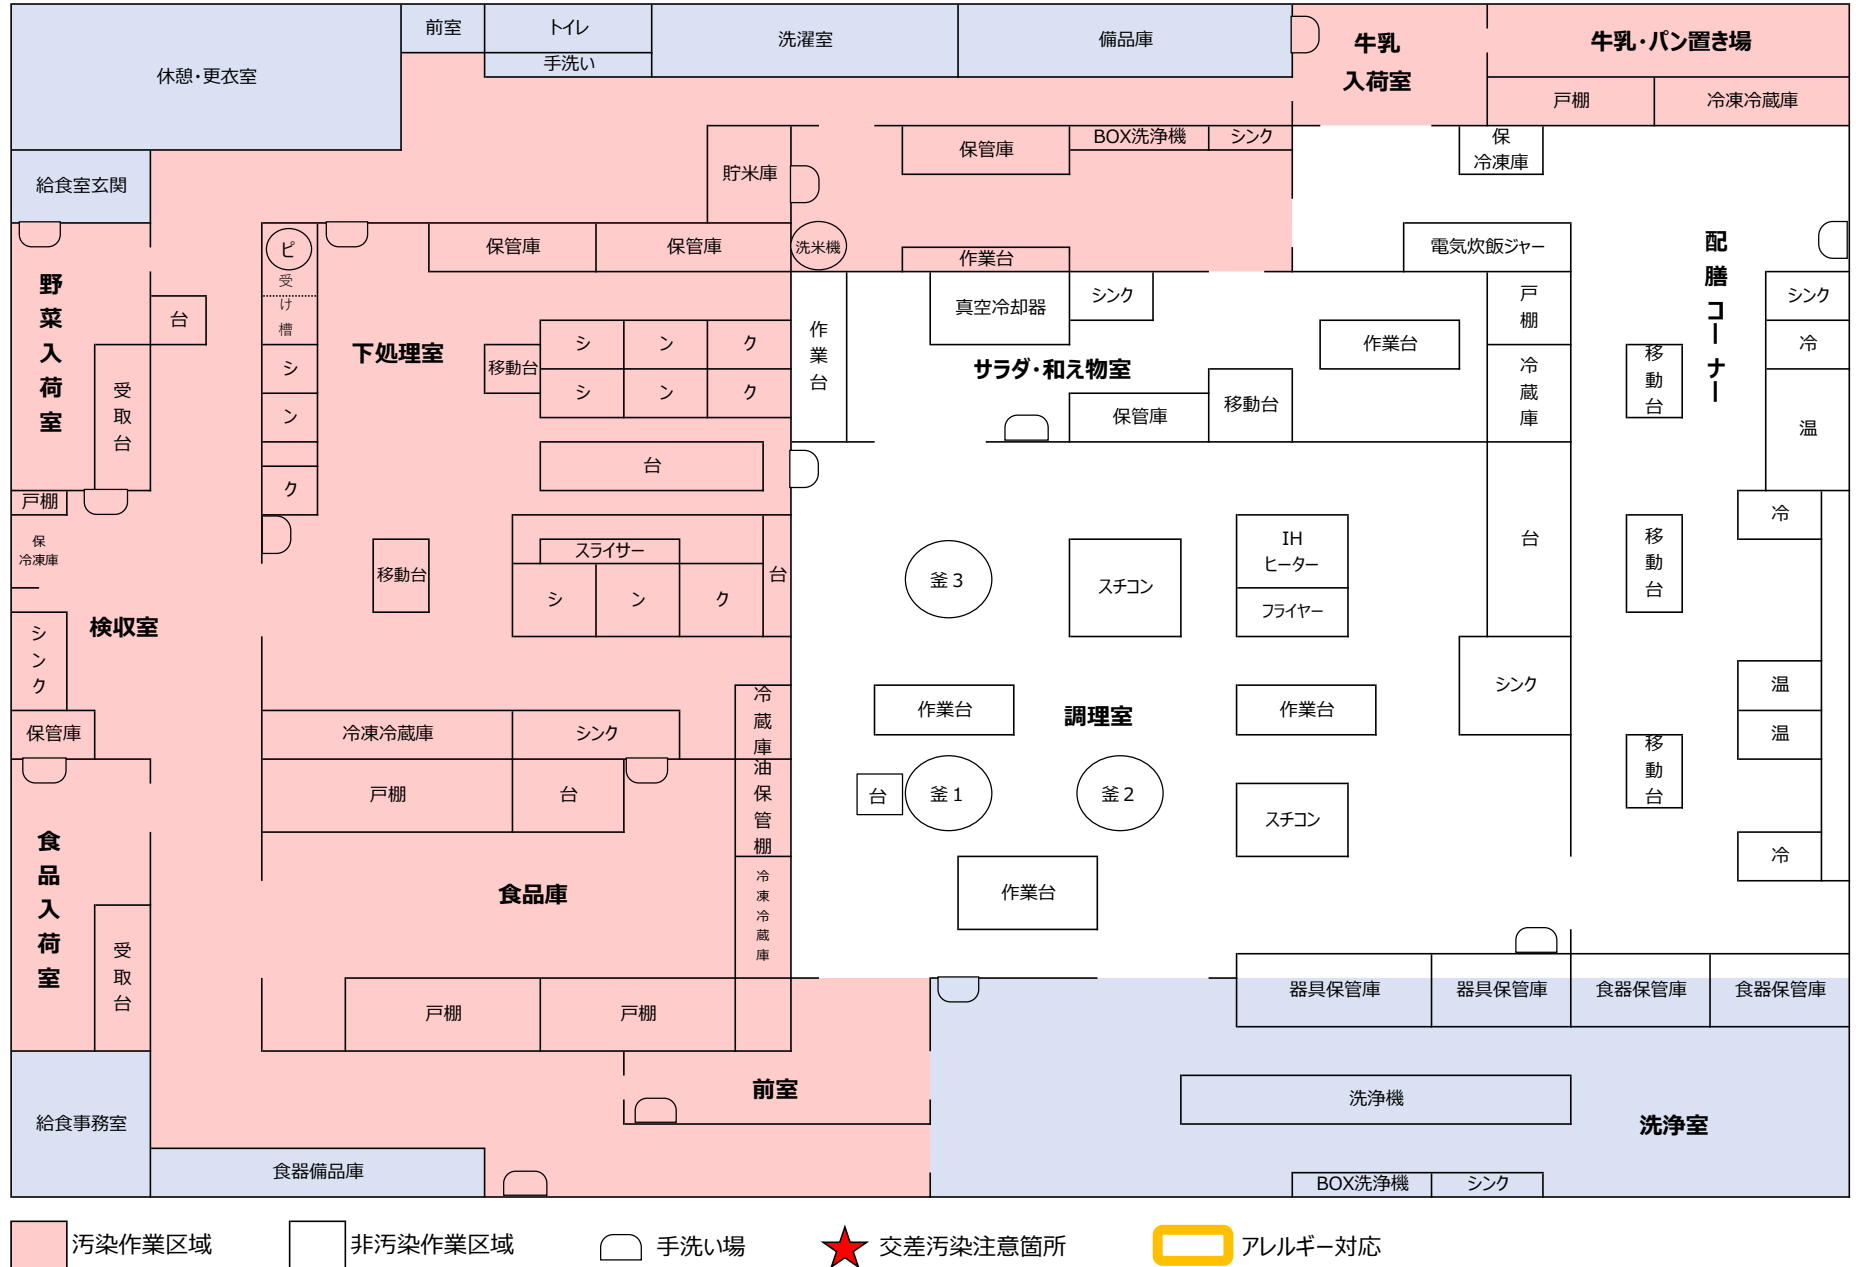 前室
トイレ
手洗い
洗濯室
備品庫
牛乳
入荷室
牛乳・パン置き場
休憩・更衣室
戸棚
冷凍冷蔵庫
給食室玄関
貯米庫
保管庫
BOX洗浄機
シンク
保
冷凍庫
ピ
受
け
槽
保管庫
保管庫
洗米機
作業台
電気炊飯ジャー
配
膳
コ
ー
ナ
ー
野
菜
入
荷
室
台
受
取
台
シ
ン
ク
下処理室
移動台
シ
ン
ク
シ
ン
ク
作
業
台
真空冷却器
シンク
サラダ・和え物室
保管庫
移動台
作業台
戸
棚
冷
蔵
庫
移
動
台
シンク
冷
温
台
戸棚
保
冷凍庫
検収室
シ
ン
ク
保管庫
移動台
スライサー
シ
ン
ク
台
釜3
スチコン
IH
ヒーター
フライヤー
台
移
動
台
冷
シンク
温
温
冷凍冷蔵庫
シンク
冷
蔵
庫
作業台
調理室
作業台
移
動
台
戸棚
台
油
保
管
棚
台
釜1
釜2
スチコン
冷
食
品
入
荷
室
受
取
台
食品庫
冷
凍
冷
蔵
庫
作業台
戸棚
戸棚
器具保管庫
器具保管庫
食器保管庫
食器保管庫
前室
洗浄機
洗浄室
給食事務室
食器備品庫
BOX洗浄機
シンク
汚染作業区域
非汚染作業区域
手洗い場
交差汚染注意箇所
アレルギー対応